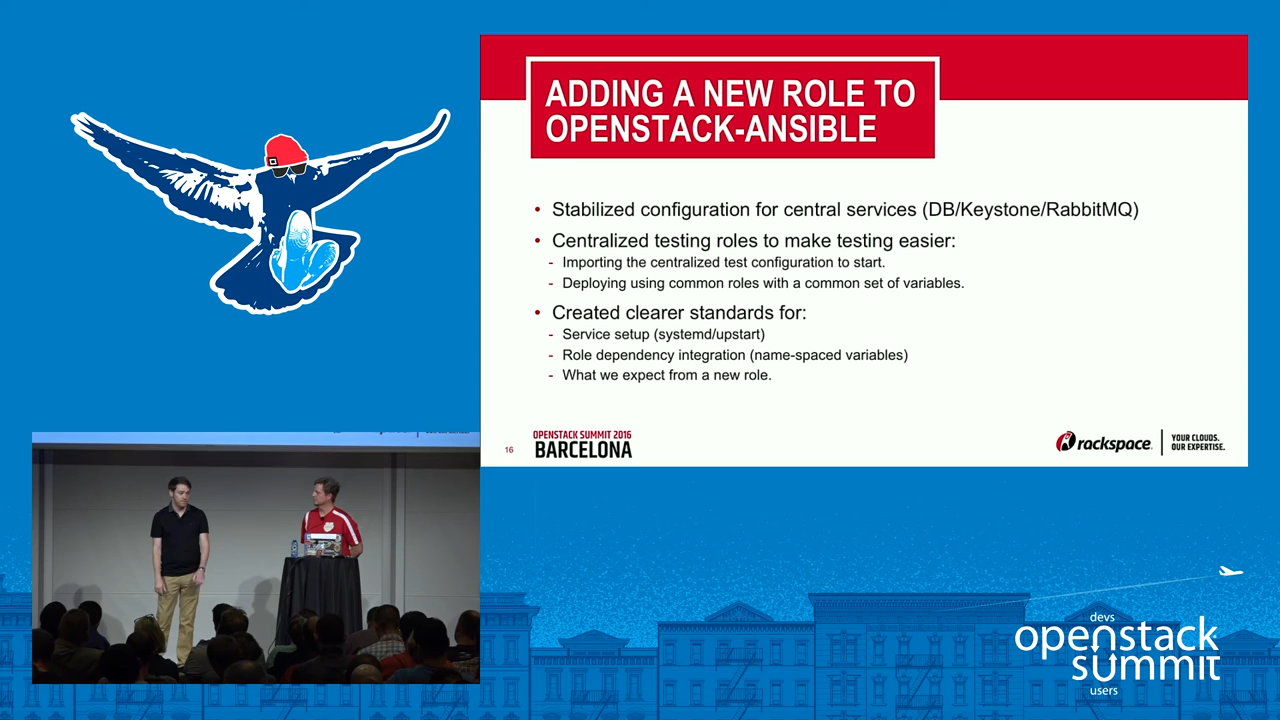 ADDING A NEW ROLE TO
OPENSTACK-ANSIBLE
• Stabilized configuration for central services (DB/Keystone/RabbitMQ)
• Centralized testing roles to make testing easier:
- Importing the centralized test configuration to start.
- Deploying using common roles with a common set of variables.
• Created clearer standards for:
- Service setup (systemd/upstart)
- Role dependency integration (name-spaced variables)
- What we expect from a new role.
16
OPENSTACK SUMMIT 2016
BARCELONA
rackspace
YOUR CLOUDS.
OUR EXPERTISE.
devs
openstack
summit
users